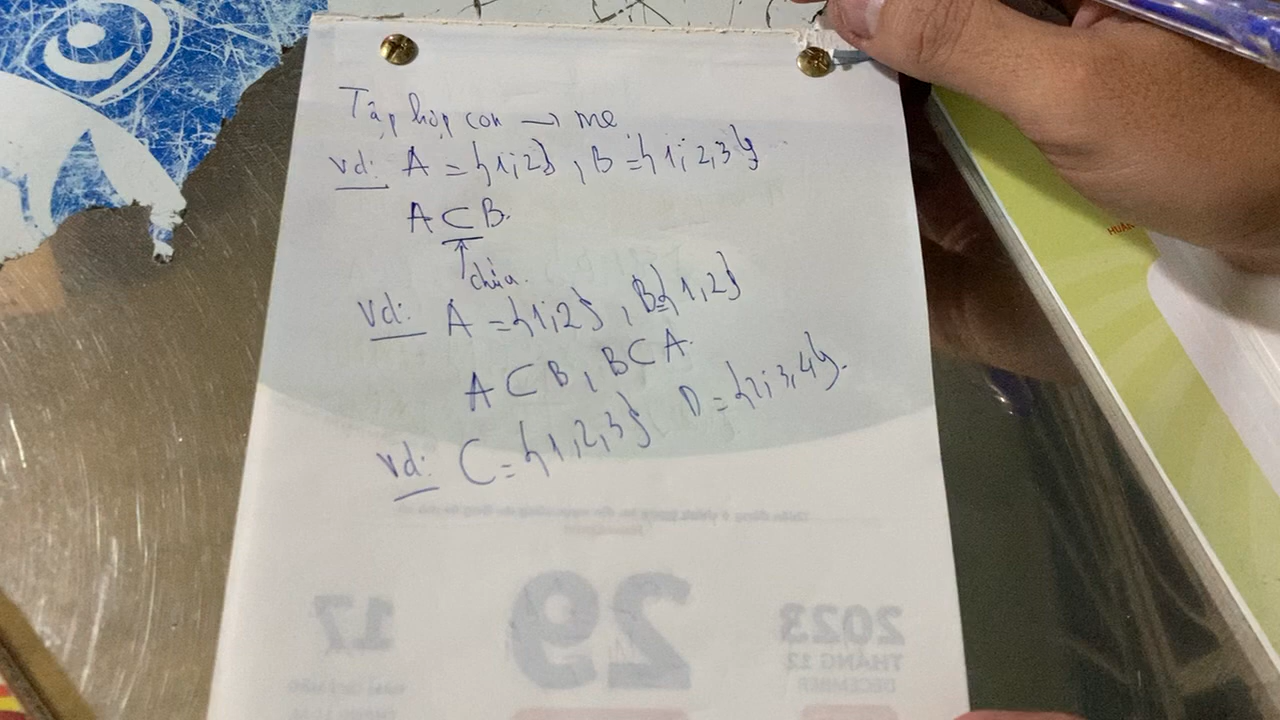 Tập hợp con → mẹ
vd: A = {1;2} , B = {1; 2,3}
A ⊂ B.
↑ chứa.
Vd: A = {1;2} , B = {1,2}
A ⊂ B , B ⊂ A.
Vd: C = {1,2,3} D = {2;3,4}.
29
17
2023
THÁNG 12
DECEMBER